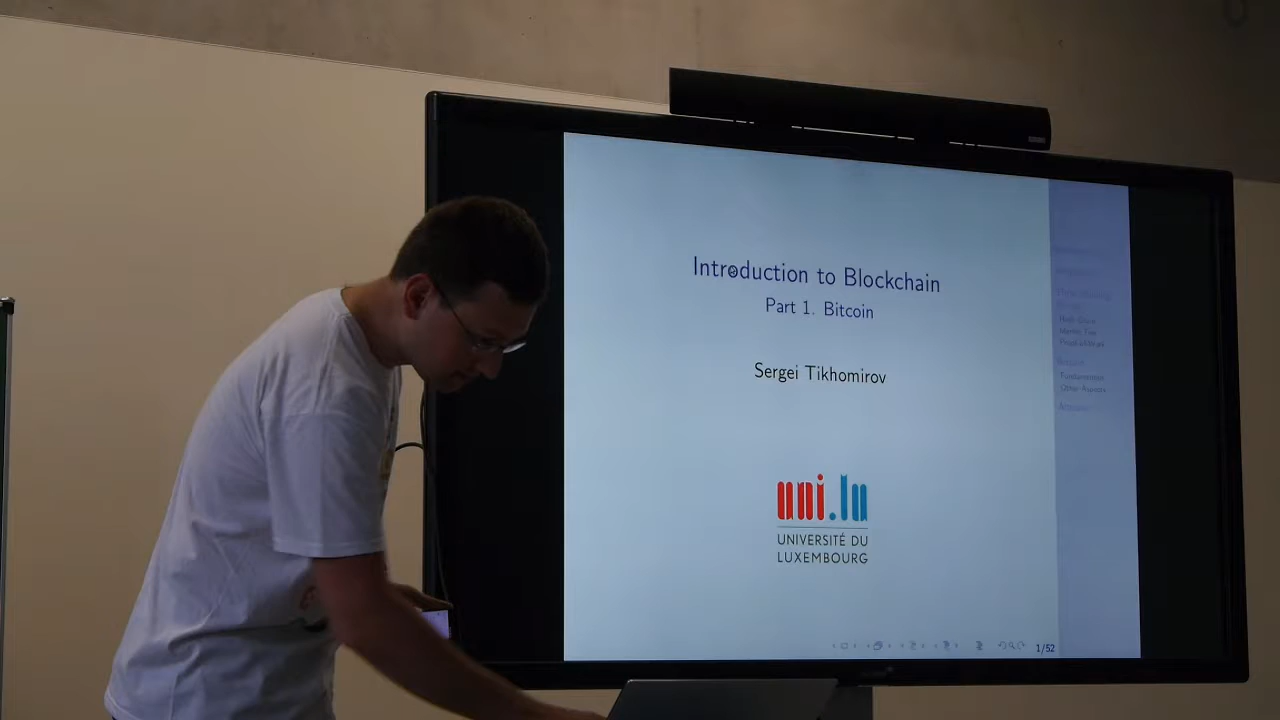 Introduction to Blockchain
Part 1. Bitcoin
Sergei Tikhomirov
uni.lu
UNIVERSITÉ DU
LUXEMBOURG
1/52